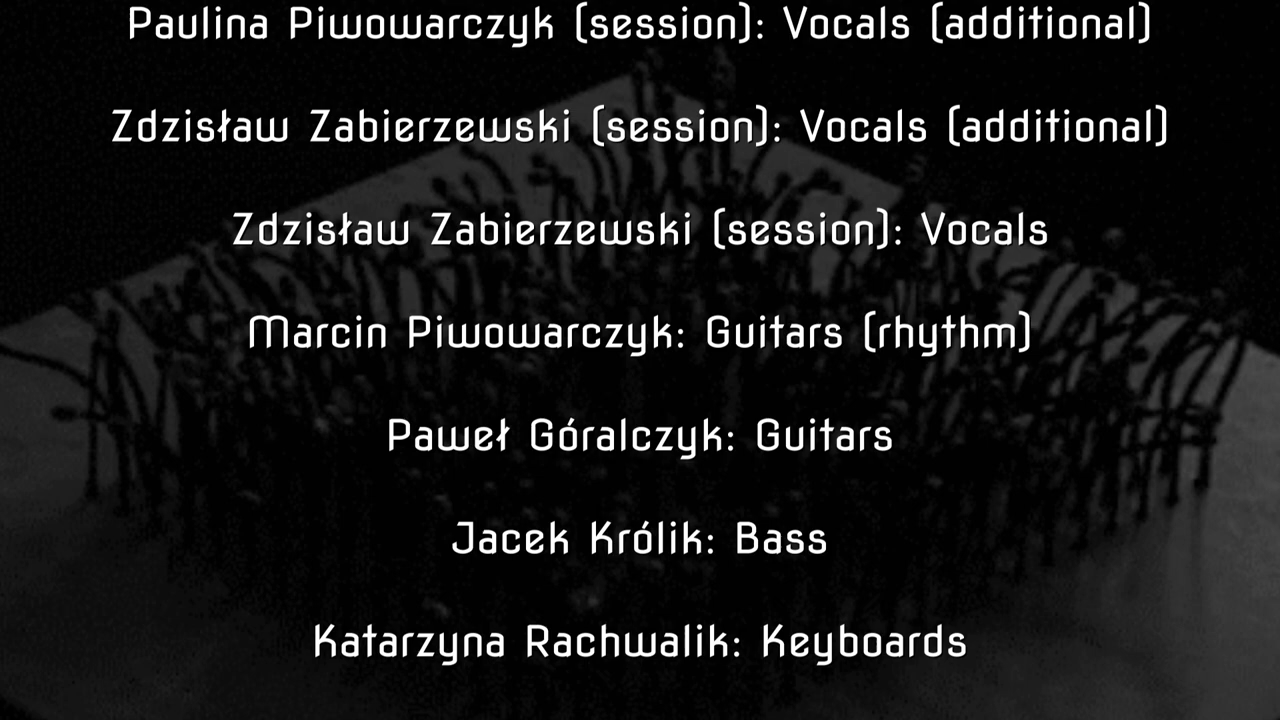 Paulina Piwowarczyk (session): Vocals (additional)
Zdzisław Zabierzewski (session): Vocals (additional)
Zdzisław Zabierzewski (session): Vocals
Marcin Piwowarczyk: Guitars (rhythm)
Paweł Góralczyk: Guitars
Jacek Królik: Bass
Katarzyna Rachwalik: Keyboards